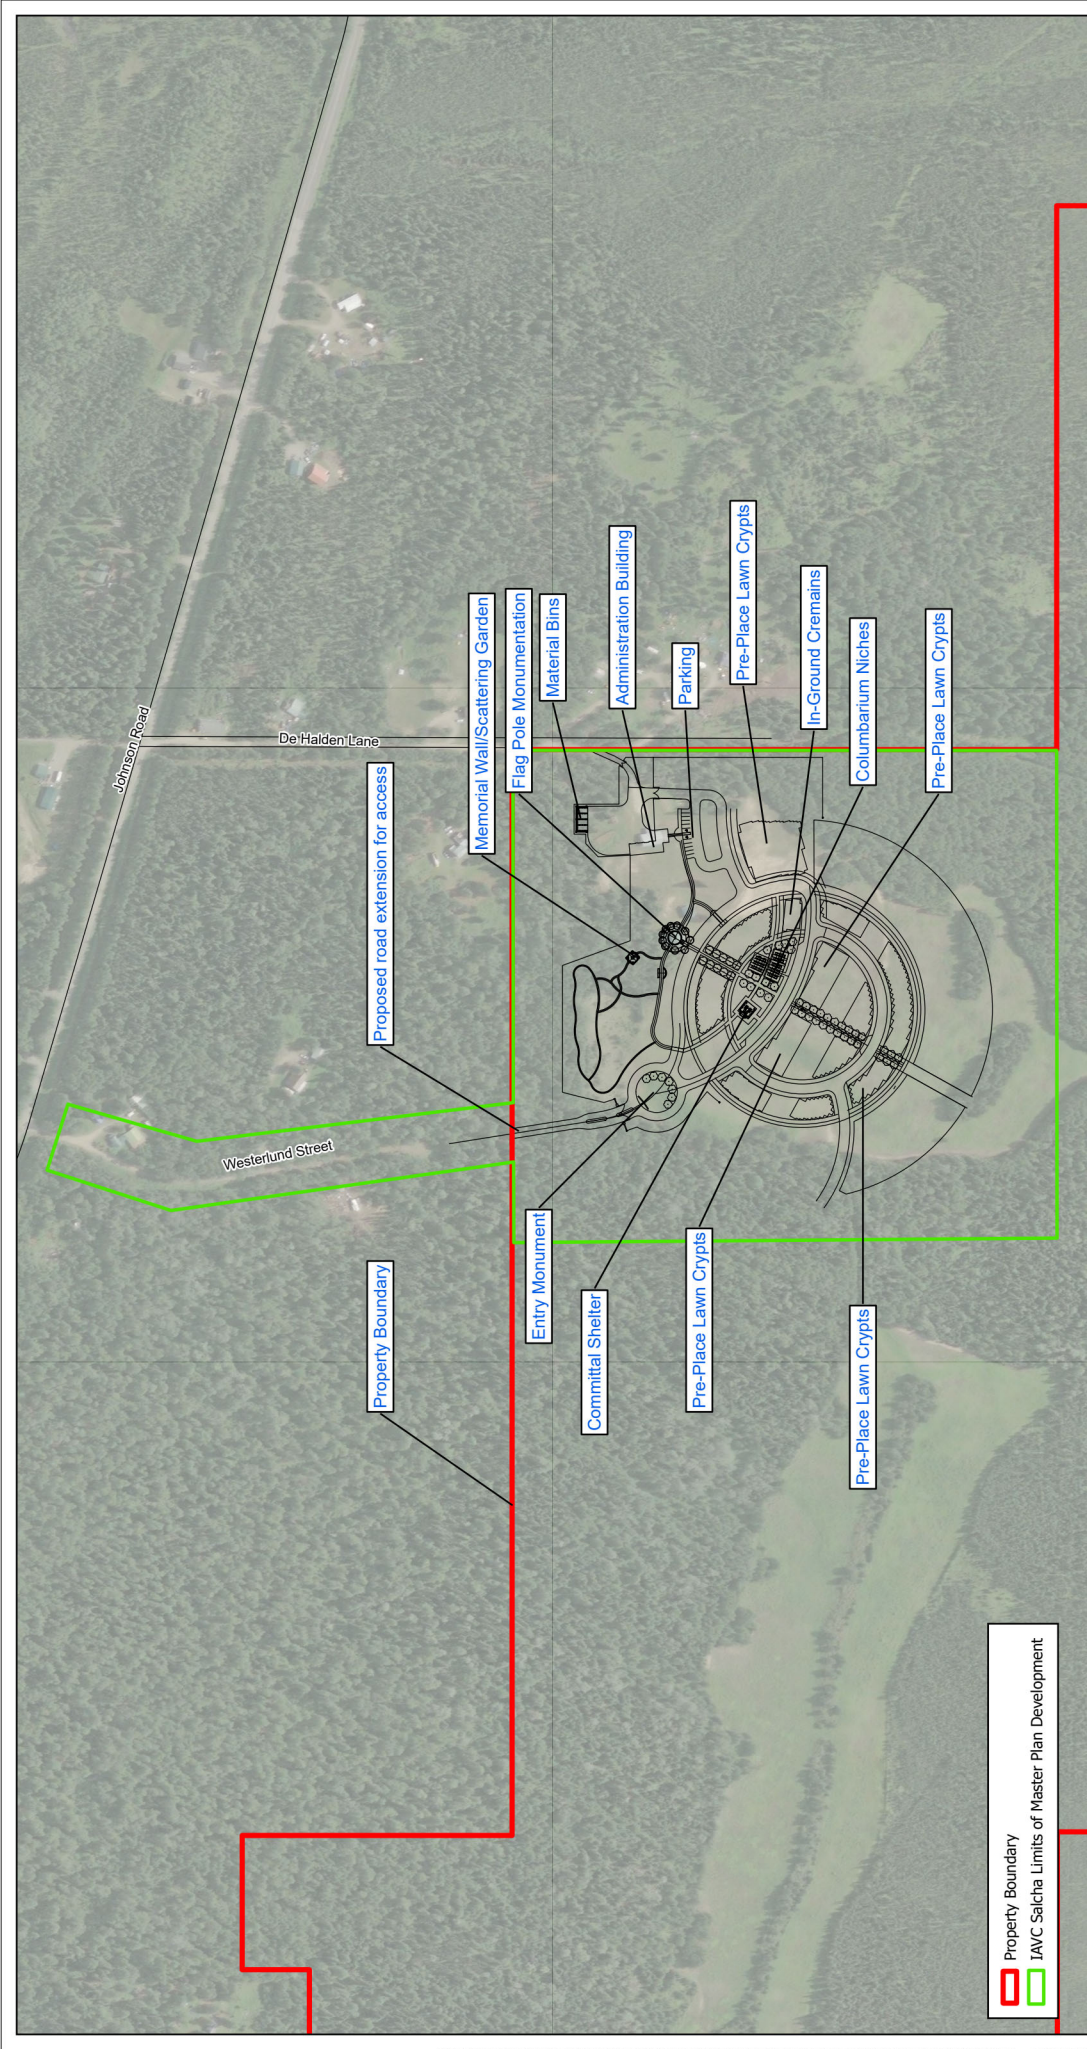 Johnson Road
De Halden Lane
Westerlund Street
Proposed road extension for access
Property Boundary
Memorial Wall/Scattering Garden
Flag Pole Monumentation
Material Bins
Administration Building
Parking
Pre-Place Lawn Crypts
In-Ground Cremains
Columbarium Niches
Pre-Place Lawn Crypts
Entry Monument
Committal Shelter
Pre-Place Lawn Crypts
Pre-Place Lawn Crypts
Property Boundary
IAVC Salcha Limits of Master Plan Development